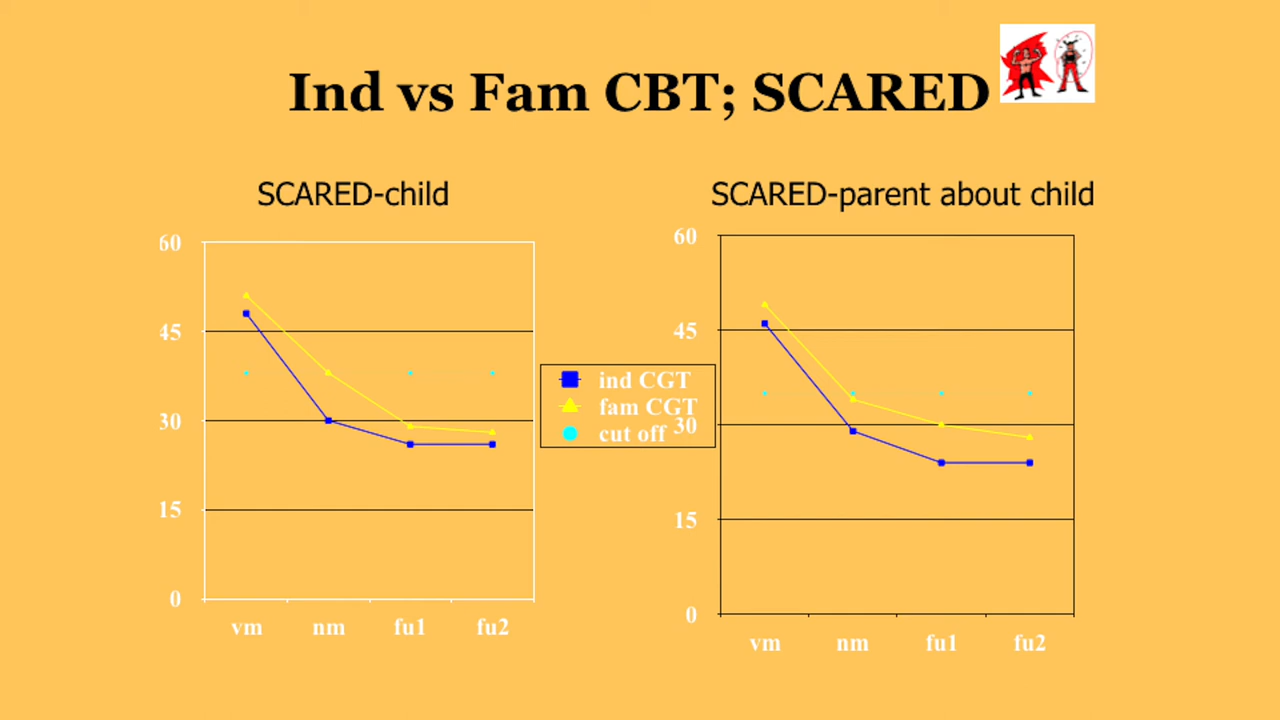 Ind vs Fam CBT; SCARED
SCARED-child
60
45
30
15
0
vm nm fu1 fu2
ind CGT
fam CGT
cut off
SCARED-parent about child
60
45
30
15
0
vm nm fu1 fu2